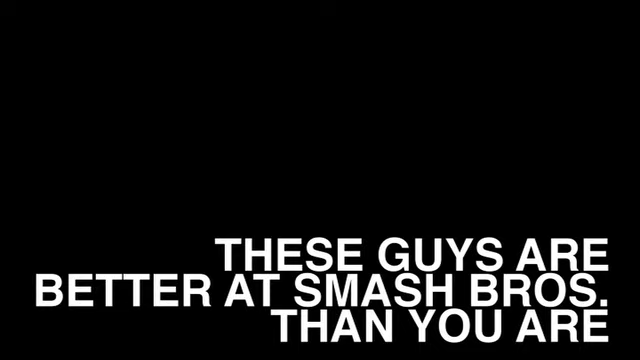 THESE GUYS ARE
BETTER AT SMASH BROS.
THAN YOU ARE